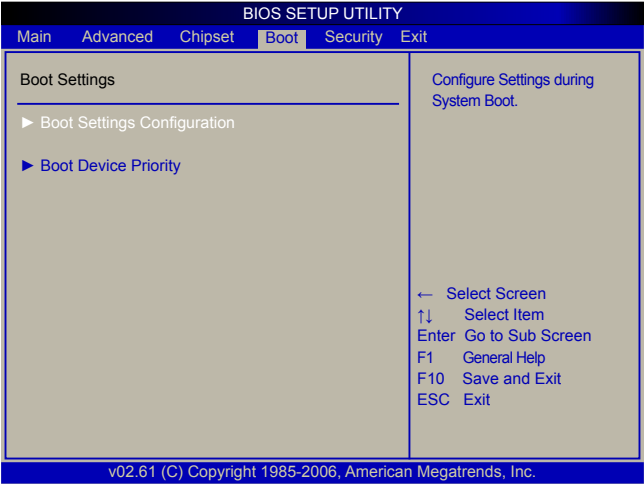 BIOS SETUP UTILITY
Main Advanced Chipset Boot Security Exit
Boot Settings
► Boot Settings Configuration
► Boot Device Priority
Configure Settings during
System Boot.
← Select Screen
↑↓ Select Item
Enter Go to Sub Screen
F1 General Help
F10 Save and Exit
ESC Exit
v02.61 (C) Copyright 1985-2006, American Megatrends, Inc.